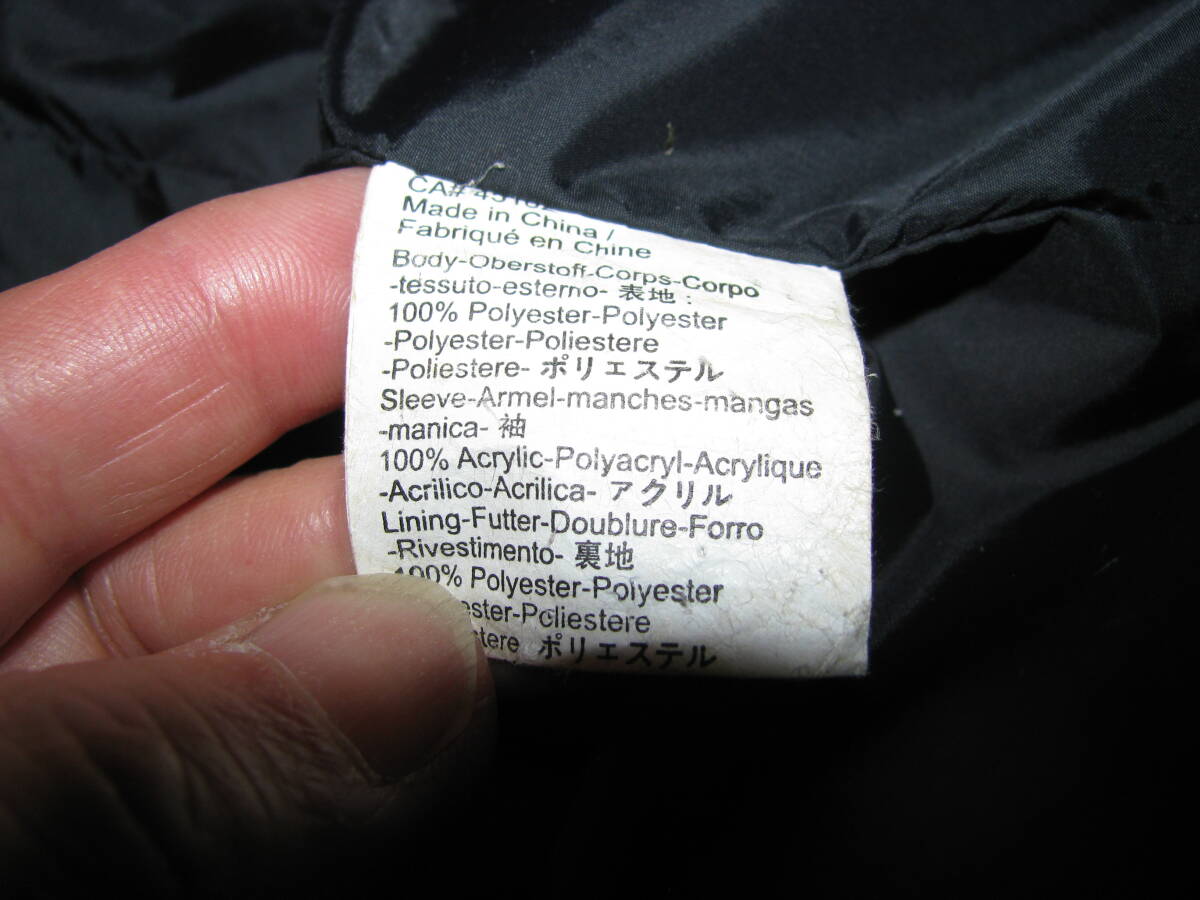 CA#
Made in China /
Fabriqué en Chine
Body-Oberstoff-Corps-Corpo
-tessuto-esterno- 表地 :
100% Polyester-Polyester
-Polyester-Poliestere
-Poliestere- ポリエステル
Sleeve-Armel-manches-mangas
-manica- 袖
100% Acrylic-Polyacryl-Acrylique
-Acrilico-Acrilica- アクリル
Lining-Futter-Doublure-Forro
-Rivestimento- 裏地
100% Polyester-Polyester
ester-Poliestere
stere ポリエステル